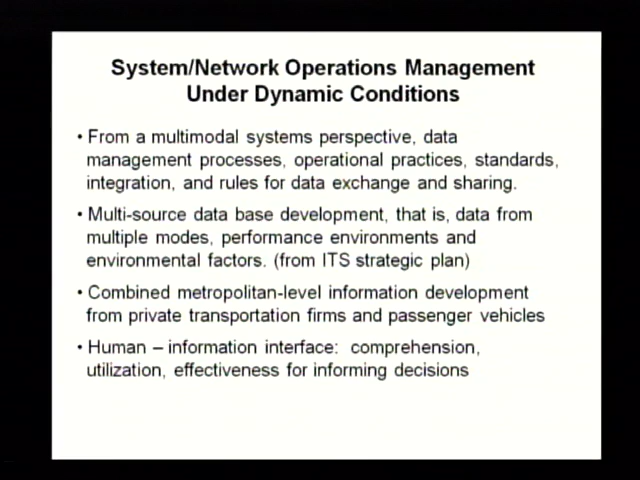 System/Network Operations Management
Under Dynamic Conditions
• From a multimodal systems perspective, data
management processes, operational practices, standards,
integration, and rules for data exchange and sharing.
• Multi-source data base development, that is, data from
multiple modes, performance environments and
environmental factors. (from ITS strategic plan)
• Combined metropolitan-level information development
from private transportation firms and passenger vehicles
• Human – information interface: comprehension,
utilization, effectiveness for informing decisions